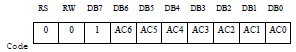 RS RW DB7 DB6 DB5 DB4 DB3 DB2 DB1 DB0
0 0 1 AC6 AC5 AC4 AC3 AC2 AC1 AC0
Code